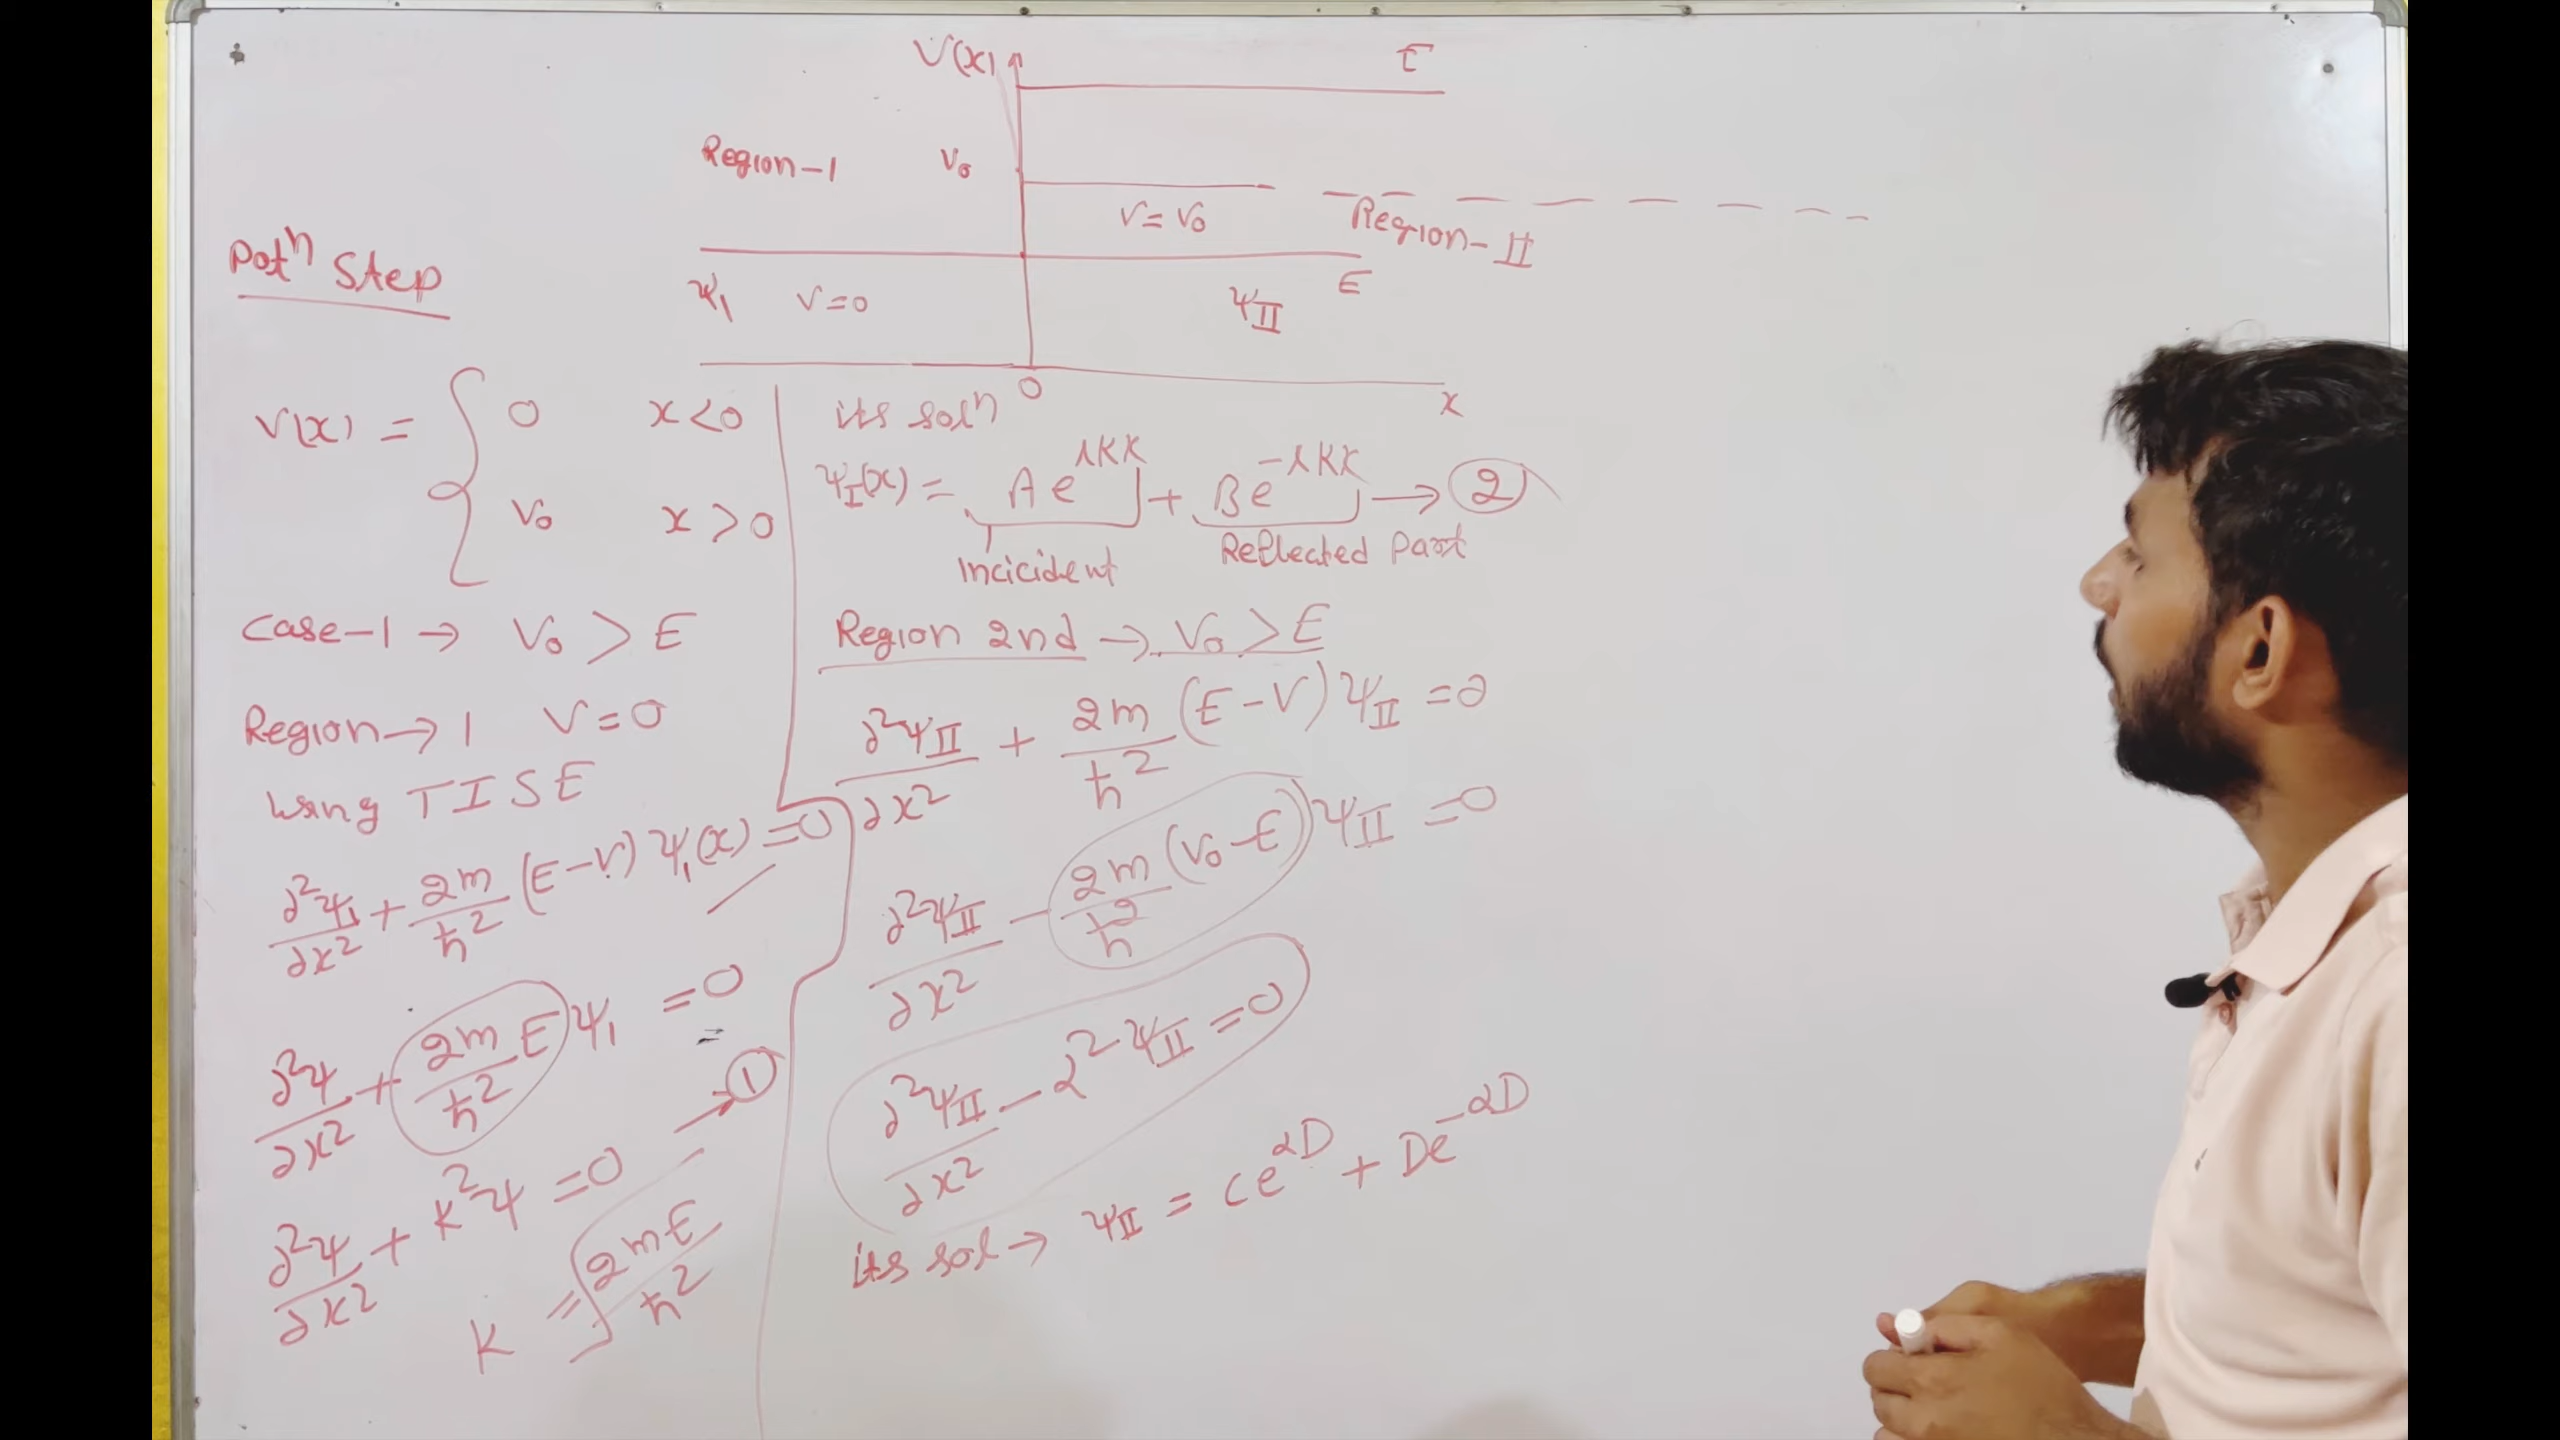 V(x)
E
Region-1
V₀
V = V₀
Region-II
ψ₁ V=0
ψ_II
E
0
x
Potⁿ Step
V(x) = { 0 x<0
V₀ x>0
Case-1 → V₀ > E
Region → 1 V=0
Using TISE
∂²ψ₁/∂x² + 2m/ħ² (E-V) ψ₁(x) = 0
∂²ψ/∂x² + 2m/ħ² E ψ₁ = 0
→ ①
∂²ψ/∂x² + k²ψ = 0
k = √(2mE/ħ²)
its solⁿ
ψ_I(x) = Ae^{ikx} + Be^{-ikx} → ②
Incicident Reflected Part
Region 2nd → V₀ > E
∂²ψ_II/∂x² + 2m/ħ² (E-V) ψ_II = 0
∂²ψ_II/∂x² - 2m/ħ² (V₀-E) ψ_II = 0
∂²ψ_II/∂x² - α² ψ_II = 0
its sol → ψ_II = Ce^{αD} + De^{-αD}